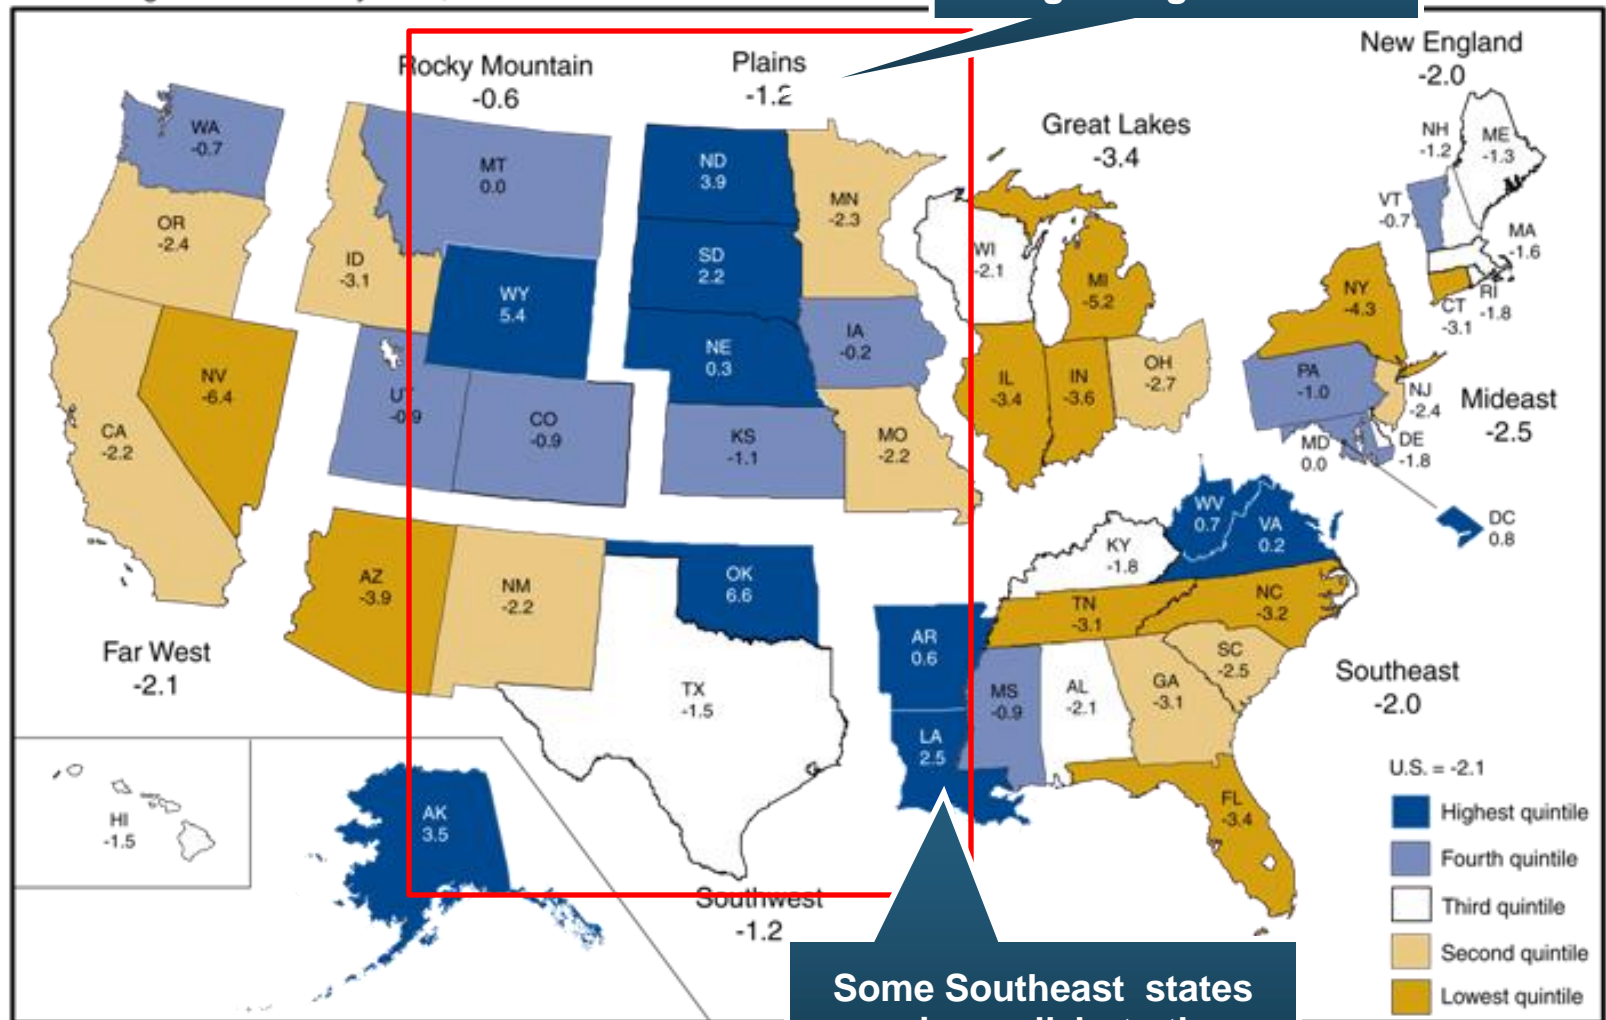 Rocky Mountain
-0.6
Plains
-1.2
New England
-2.0
Great Lakes
-3.4
WA
-0.7
OR
-2.4
CA
-2.2
NV
-6.4
ID
-3.1
MT
0.0
WY
5.4
UT
-0.9
CO
-0.9
AZ
-3.9
NM
-2.2
ND
3.9
SD
2.2
NE
0.3
KS
-1.1
MN
-2.3
IA
-0.2
MO
-2.2
OK
6.6
TX
-1.5
WI
-2.1
MI
-5.2
IL
-3.4
IN
-3.6
OH
-2.7
NH
-1.2
ME
-1.3
VT
-0.7
MA
-1.6
RI
-1.8
CT
-3.1
NY
-4.3
PA
-1.0
NJ
-2.4
Mideast
-2.5
MD
0.0
DE
-1.8
DC
0.8
WV
0.7
VA
0.2
KY
-1.8
TN
-3.1
NC
-3.2
AR
0.6
LA
2.5
MS
-0.9
AL
-2.1
GA
-3.1
SC
-2.5
FL
-3.4
Southeast
-2.0
Far West
-2.1
HI
-1.5
AK
3.5
Southwest
-1.2
U.S. = -2.1
Highest quintile
Fourth quintile
Third quintile
Second quintile
Lowest quintile
Some Southeast states